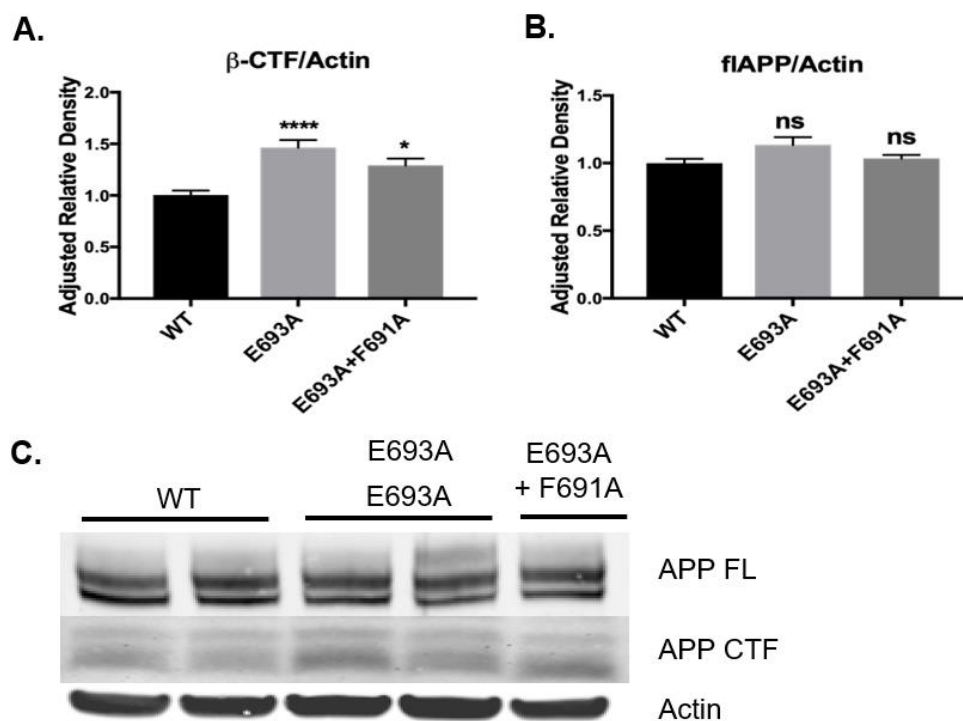 A.
β-CTF/Actin
Adjusted Relative Density
2.0
1.5
1.0
0.5
0.0
****
*
WT
E693A
E693A+F691A
B.
flAPP/Actin
Adjusted Relative Density
1.5
1.0
0.5
0.0
ns
ns
WT
E693A
E693A+F691A
C.
WT
E693A
E693A
E693A
+ F691A
APP FL
APP CTF
Actin